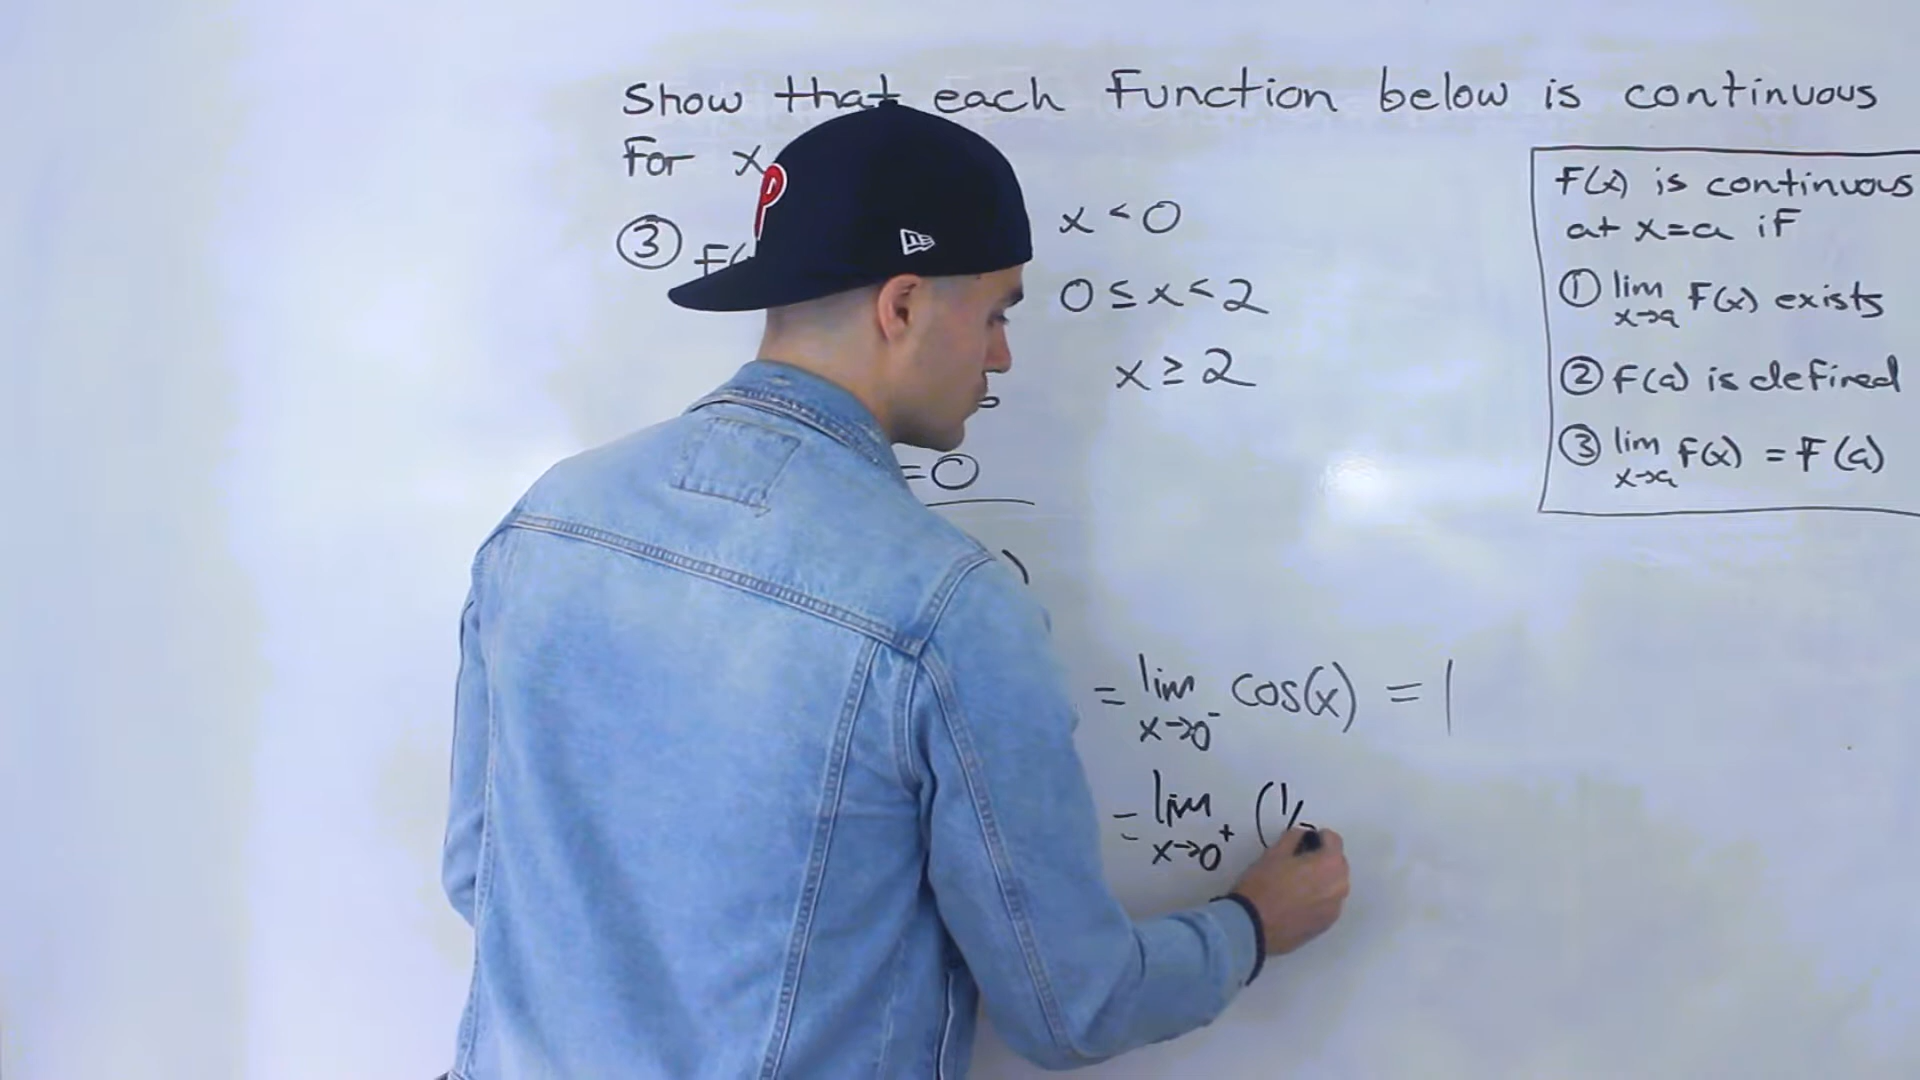 Show that each function below is continuous
for x
③ F(
x < 0
0 ≤ x < 2
x ≥ 2
=0
)
= lim x→0⁻ cos(x) = 1
= lim x→0⁺ (1/
F(x) is continuous
at x=a if
① lim x→a F(x) exists
② F(a) is defined
③ lim x→a F(x) = F(a)
P